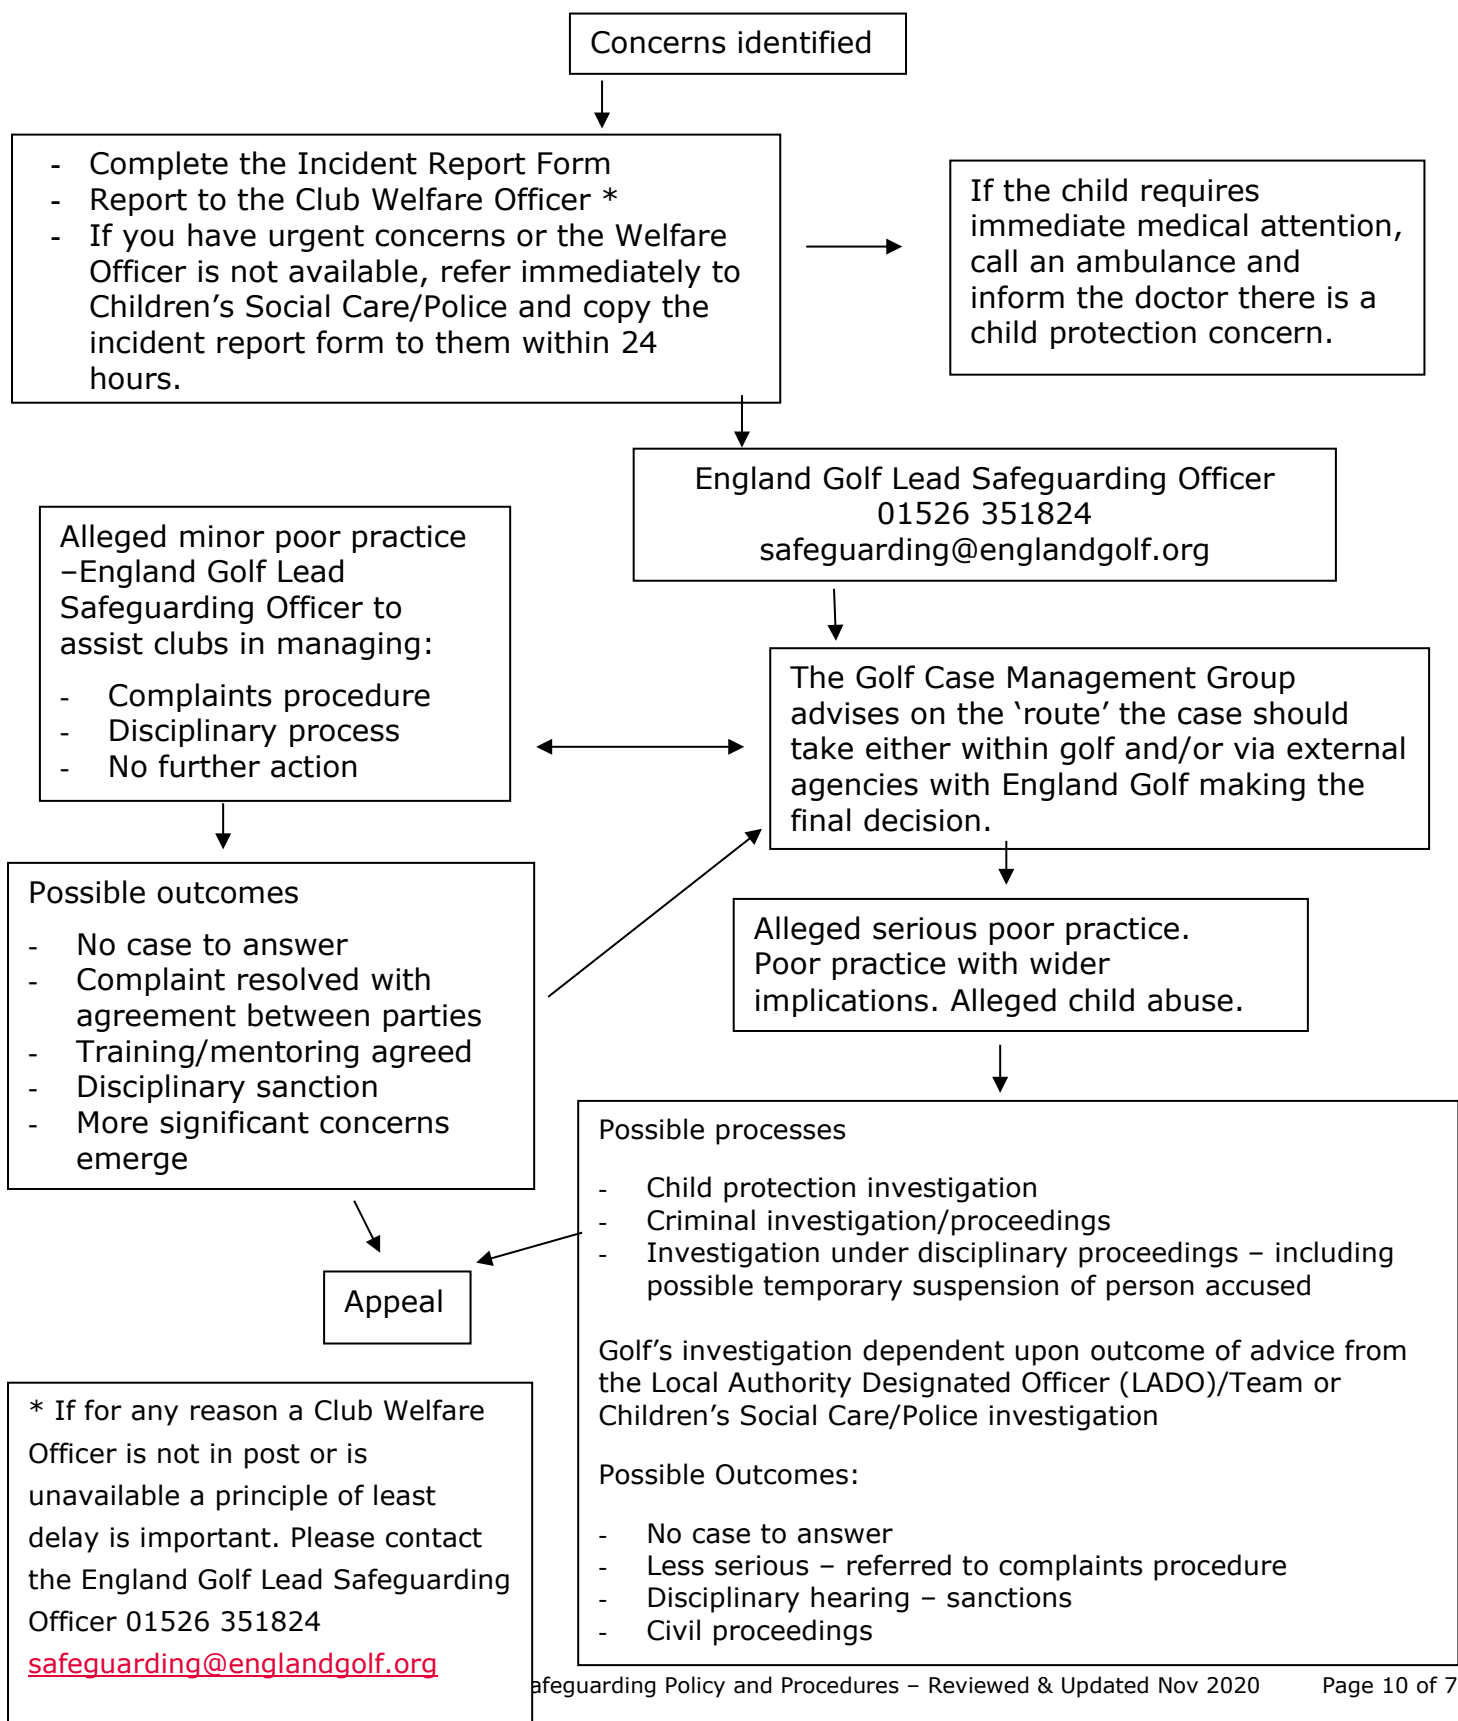 Concerns identified
- Complete the Incident Report Form
- Report to the Club Welfare Officer *
- If you have urgent concerns or the Welfare
Officer is not available, refer immediately to
Children’s Social Care/Police and copy the
incident report form to them within 24
hours.
If the child requires
immediate medical attention,
call an ambulance and
inform the doctor there is a
child protection concern.
England Golf Lead Safeguarding Officer
01526 351824
safeguarding@englandgolf.org
Alleged minor poor practice
–England Golf Lead
Safeguarding Officer to
assist clubs in managing:
- Complaints procedure
- Disciplinary process
- No further action
The Golf Case Management Group
advises on the ‘route’ the case should
take either within golf and/or via external
agencies with England Golf making the
final decision.
Possible outcomes
- No case to answer
- Complaint resolved with
agreement between parties
- Training/mentoring agreed
- Disciplinary sanction
- More significant concerns
emerge
Alleged serious poor practice.
Poor practice with wider
implications. Alleged child abuse.
Possible processes
- Child protection investigation
- Criminal investigation/proceedings
- Investigation under disciplinary proceedings – including
possible temporary suspension of person accused
Golf’s investigation dependent upon outcome of advice from
the Local Authority Designated Officer (LADO)/Team or
Children’s Social Care/Police investigation
Possible Outcomes:
- No case to answer
- Less serious – referred to complaints procedure
- Disciplinary hearing – sanctions
- Civil proceedings
Appeal
* If for any reason a Club Welfare
Officer is not in post or is
unavailable a principle of least
delay is important. Please contact
the England Golf Lead Safeguarding
Officer 01526 351824
safeguarding@englandgolf.org
afeguarding Policy and Procedures – Reviewed & Updated Nov 2020 Page 10 of 7